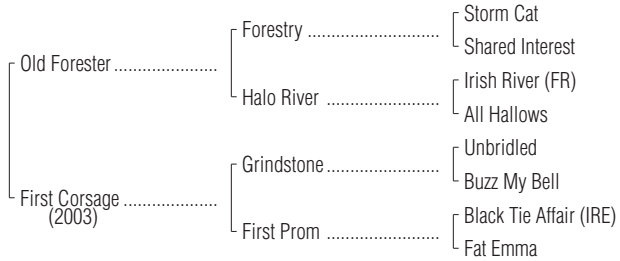 Storm Cat
Forestry
Shared Interest
Old Forester
Irish River (FR)
Halo River
All Hallows
Unbridled
Grindstone
Buzz My Bell
First Corsage
(2003)
Black Tie Affair (IRE)
First Prom
Fat Emma